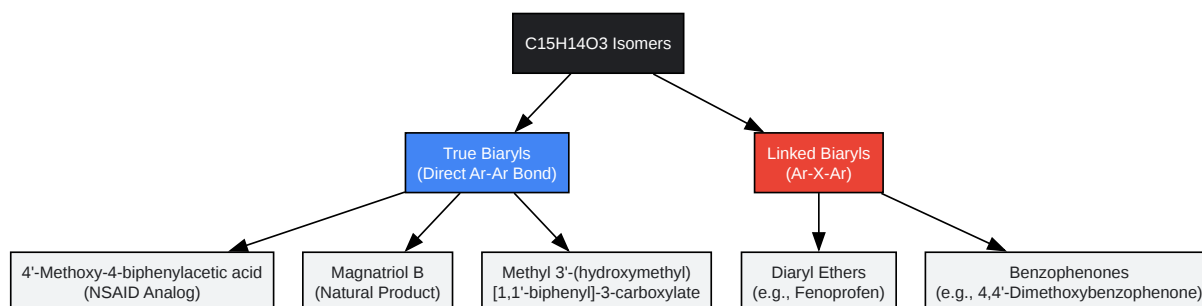 C15H14O3 Isomers
True Biaryls
(Direct Ar-Ar Bond)
Linked Biaryls
(Ar-X-Ar)
4'-Methoxy-4-biphenylacetic acid
(NSAID Analog)
Magnatriol B
(Natural Product)
Methyl 3'-(hydroxymethyl)
[1,1'-biphenyl]-3-carboxylate
Diaryl Ethers
(e.g., Fenoprofen)
Benzophenones
(e.g., 4,4'-Dimethoxybenzophenone)